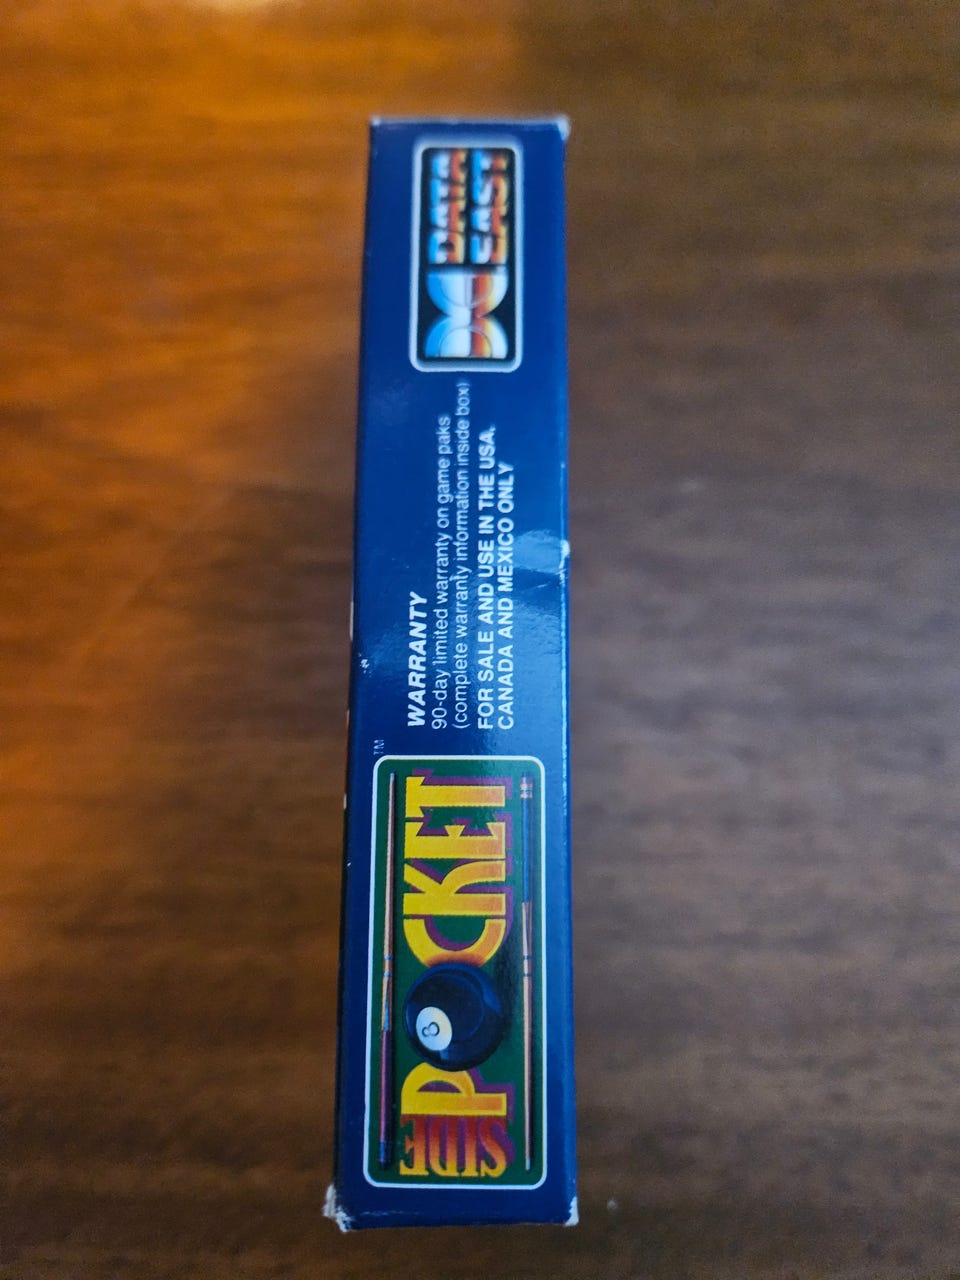 SIDE POCKET
8
TM
WARRANTY
90-day limited warranty on game paks
(complete warranty information inside box)
FOR SALE AND USE IN THE USA,
CANADA AND MEXICO ONLY
DATA
EAST